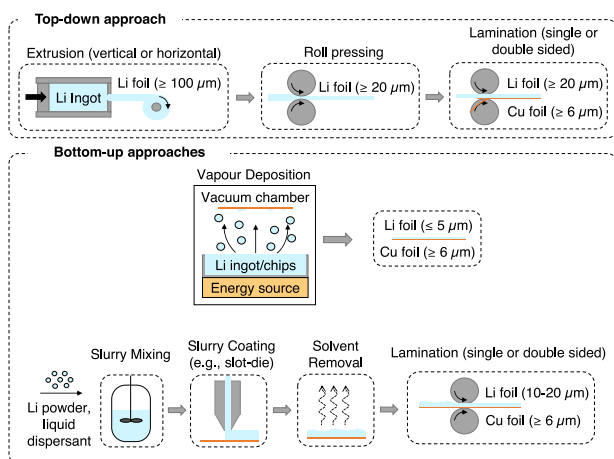 Top-down approach
Extrusion (vertical or horizontal)
Li foil (≥ 100 µm)
Li Ingot
Roll pressing
Li foil (≥ 20 µm)
Lamination (single or
double sided)
Li foil (≥ 20 µm)
Cu foil (≥ 6 µm)
Bottom-up approaches
Vapour Deposition
Vacuum chamber
Li ingot/chips
Energy source
Li foil (≤ 5 µm)
Cu foil (≥ 6 µm)
Li powder,
liquid
dispersant
Slurry Mixing
Slurry Coating
(e.g., slot-die)
Solvent
Removal
Lamination (single or double sided)
Li foil (10-20 µm)
Cu foil (≥ 6 µm)